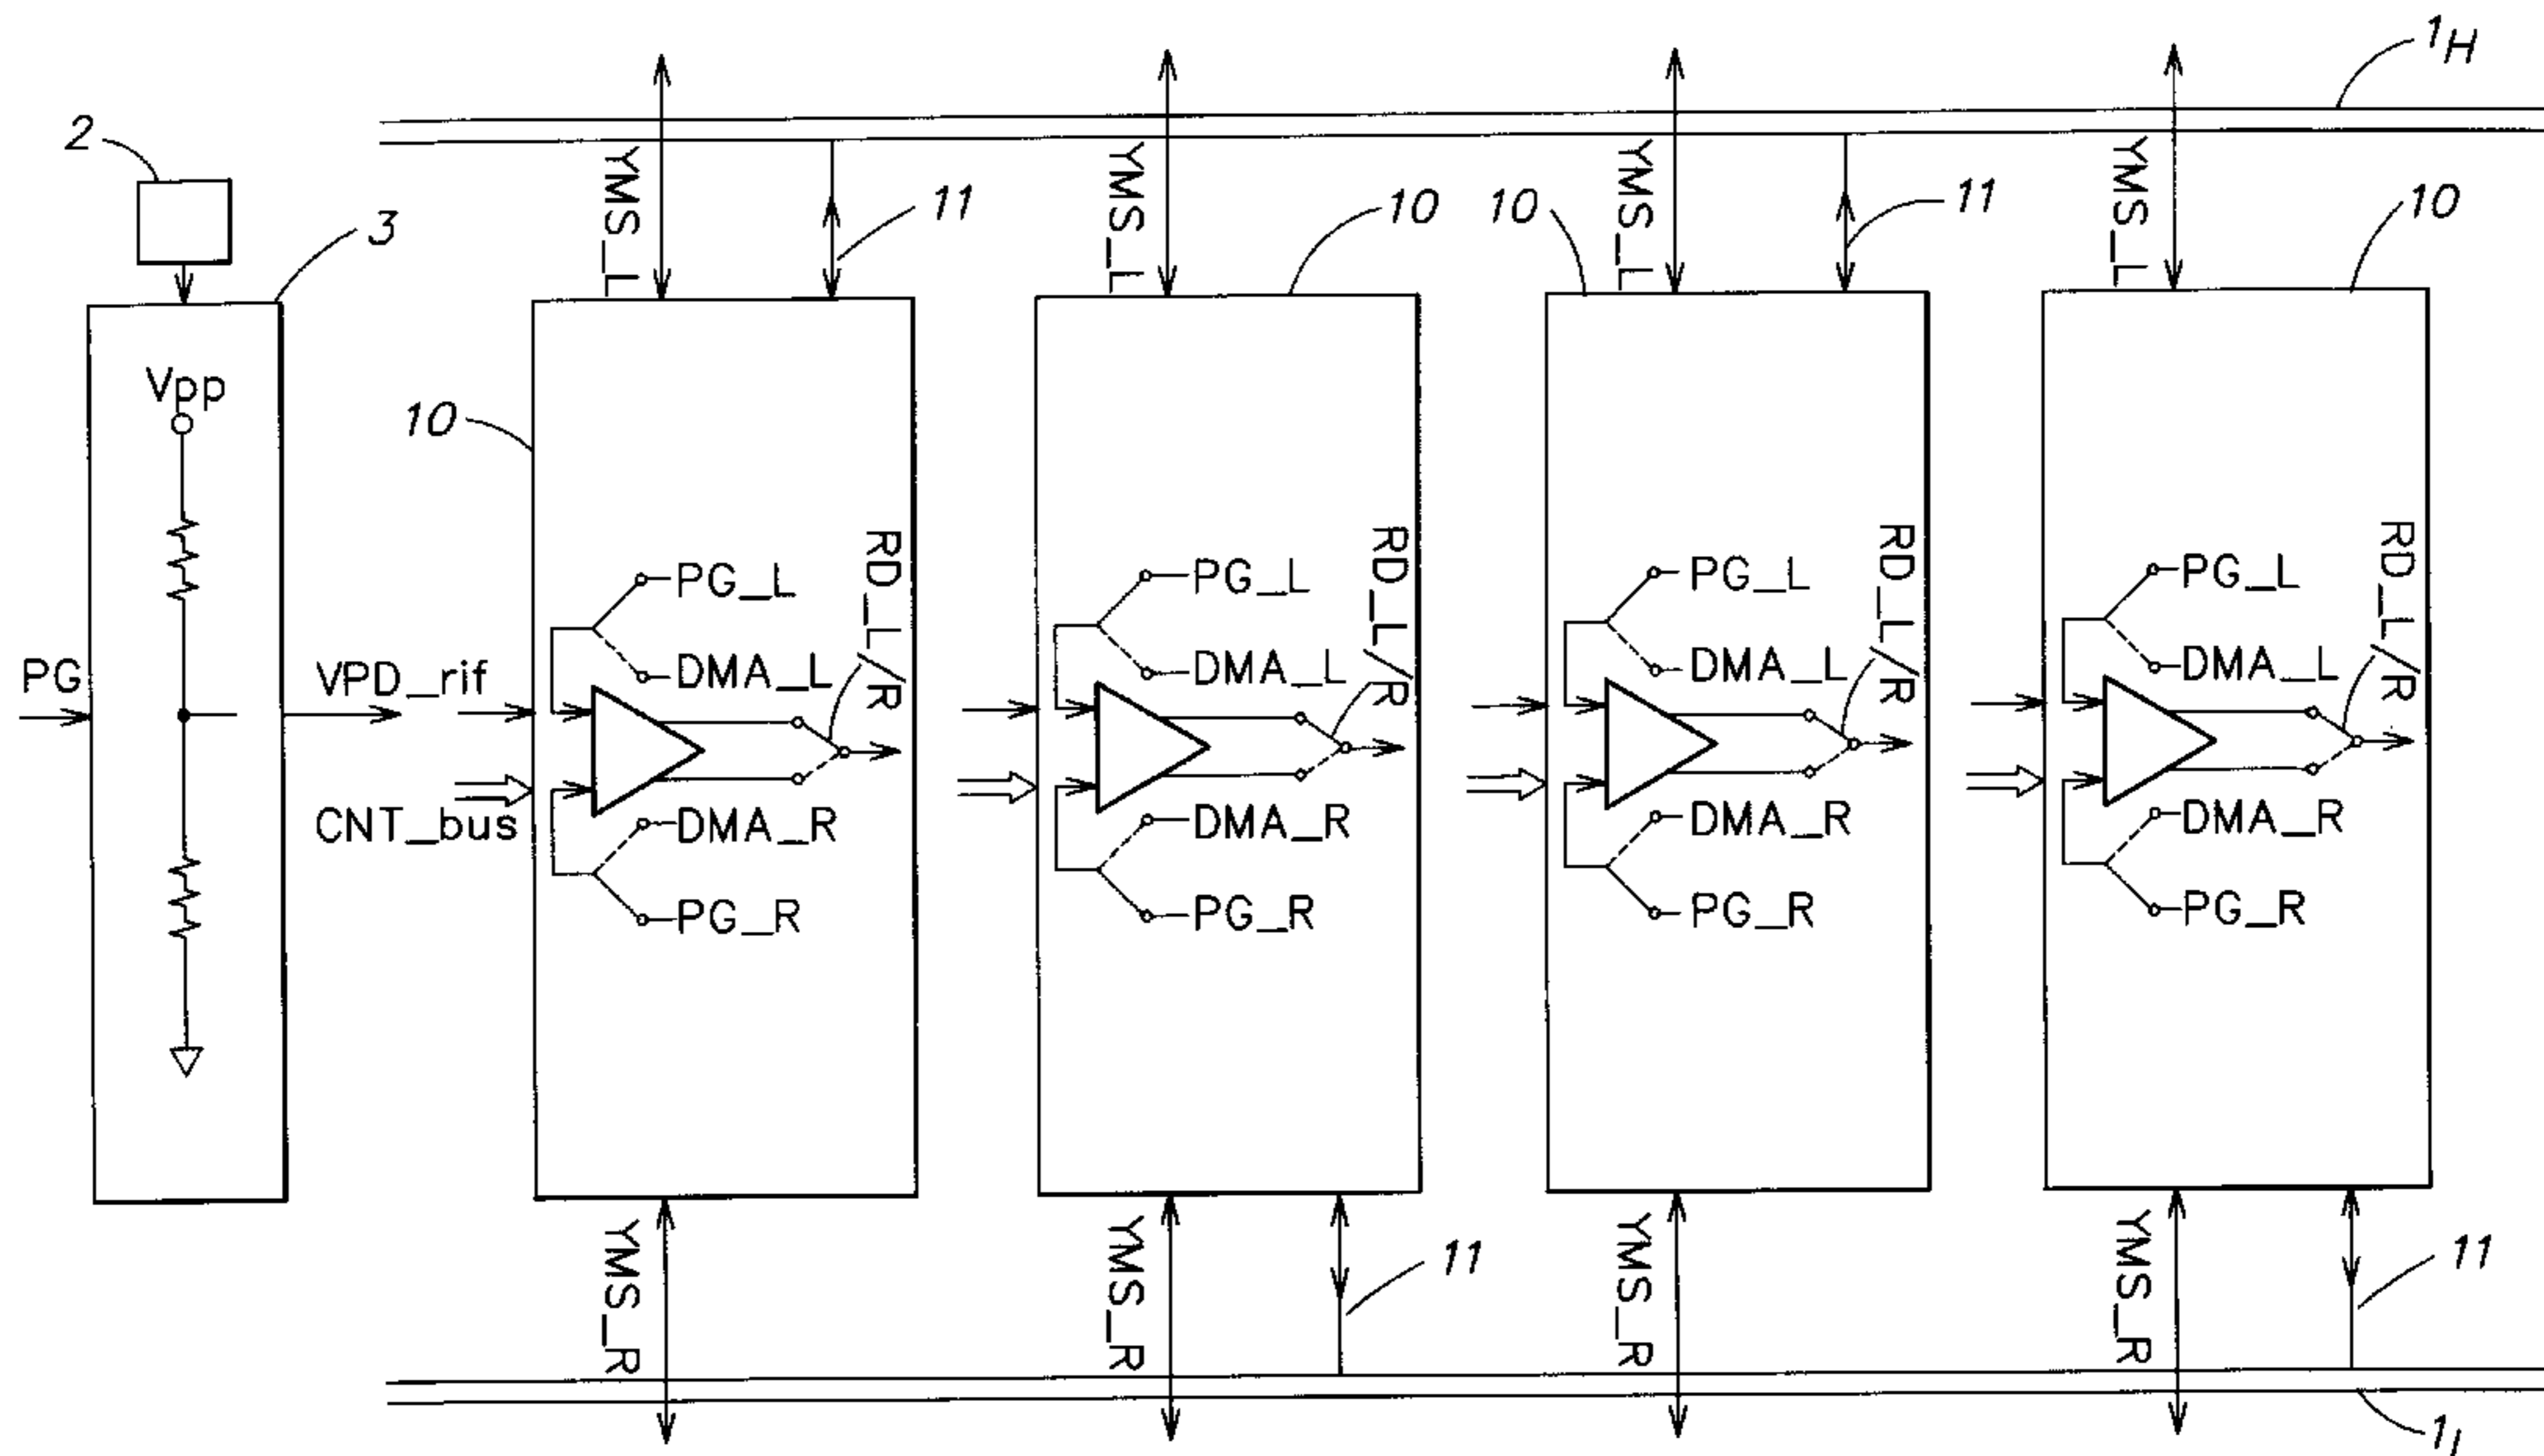 1H
2
YMS_L
11
YMS_L
YMS_L
11
YMS_L
3
10
10
10
Vpp
10
RD_L/R
RD_L/R
RD_L/R
RD_L/R
PG_L
PG_L
PG_L
PG_L
PG
VPD_rif
DMA_L
DMA_L
DMA_L
DMA_L
CNT_bus
DMA_R
DMA_R
DMA_R
DMA_R
PG_R
PG_R
PG_R
PG_R
YMS_R
YMS_R
11
YMS_R
YMS_R
11